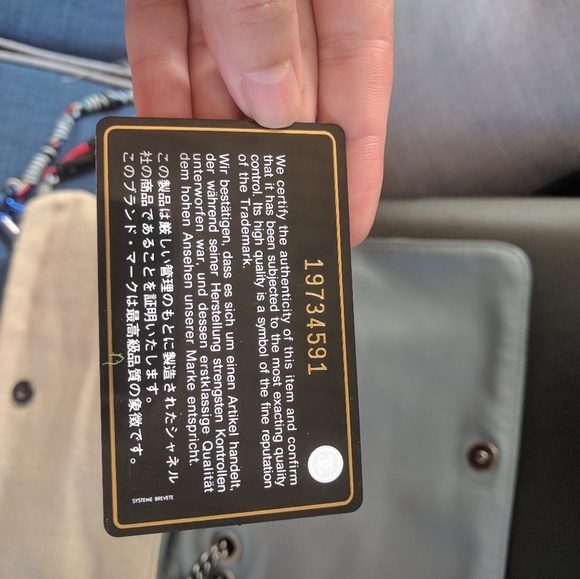 19734591
We certify the authenticity of this item and confirm
that it has been subjected to the most exacting quality
control. Its high quality is a symbol of the fine reputation
of the Trademark.
Wir bestätigen, dass es sich um einen Artikel handelt,
der während seiner Herstellung strengsten Kontrollen
unterworfen war, und dessen erstklassige Qualität
dem hohen Ansehen unserer Marke entspricht.
この製品は厳しい管理のもとに製造されたシャネル
社の商品であることを証明いたします。
このブランド・マークは最高級品質の象徴です。
SYSTEME BREVETE